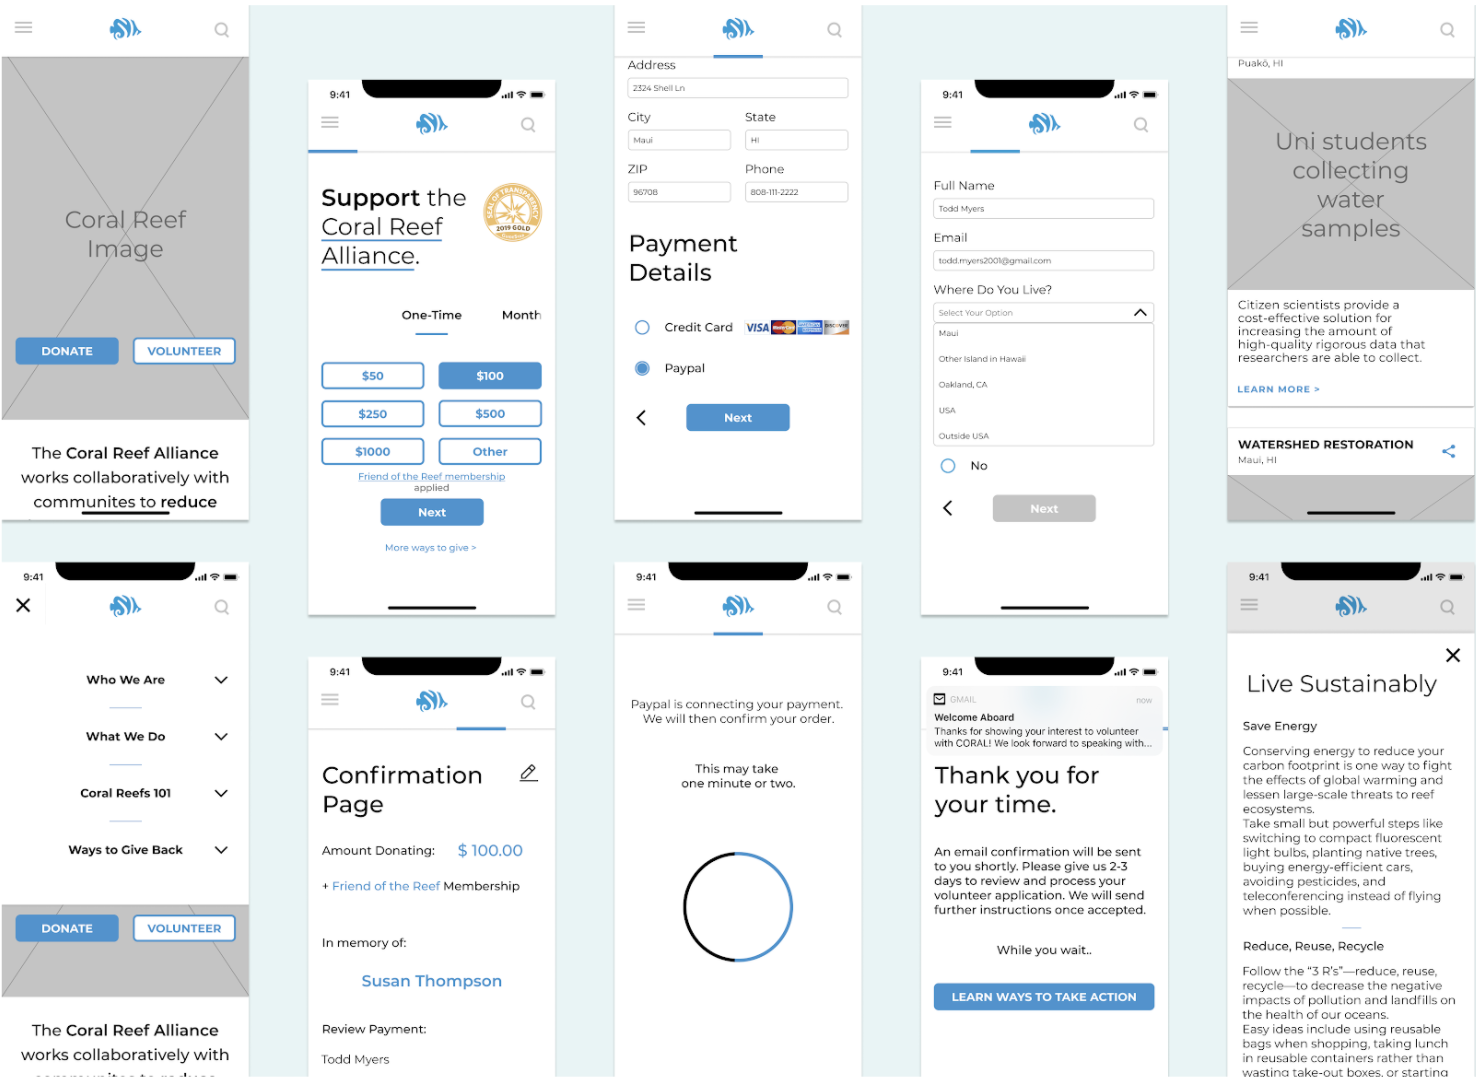 Coral Reef
Image
DONATE
VOLUNTEER
The Coral Reef Alliance
works collaboratively with
communites to reduce
9:41
Who We Are
What We Do
Coral Reefs 101
Ways to Give Back
DONATE
VOLUNTEER
The Coral Reef Alliance
works collaboratively with
communites to reduce
9:41
Support the
Coral Reef
Alliance.
SEAL OF TRANSPARENCY
2019 GOLD
One-Time
Month
$50
$100
$250
$500
$1000
Other
Friend of the Reef membership
applied
Next
More ways to give >
9:41
Confirmation
Page
Amount Donating:
$ 100.00
+ Friend of the Reef Membership
In memory of:
Susan Thompson
Review Payment:
Todd Myers
Address
2324 Shell Ln
City
State
Maui
HI
ZIP
Phone
96708
808-111-2222
Payment
Details
Credit Card
VISA
MasterCard
DISCOVER
Paypal
Next
9:41
Paypal is connecting your payment.
We will then confirm your order.
This may take
one minute or two.
9:41
Full Name
Todd Myers
Email
todd.myers2001@gmail.com
Where Do You Live?
Select Your Option
Maui
Other Island in Hawaii
Oakland, CA
USA
Outside USA
No
Next
9:41
GMAIL
now
Welcome Aboard
Thanks for showing your interest to volunteer
with CORAL! We look forward to speaking with...
Thank you for
your time.
An email confirmation will be sent
to you shortly. Please give us 2-3
days to review and process your
volunteer application. We will send
further instructions once accepted.
While you wait..
LEARN WAYS TO TAKE ACTION
Puakō, HI
Uni students
collecting
water
samples
Citizen scientists provide a
cost-effective solution for
increasing the amount of
high-quality rigorous data that
researchers are able to collect.
LEARN MORE >
WATERSHED RESTORATION
Maui, HI
9:41
Live Sustainably
Save Energy
Conserving energy to reduce your
carbon footprint is one way to fight
the effects of global warming and
lessen large-scale threats to reef
ecosystems.
Take small but powerful steps like
switching to compact fluorescent
light bulbs, planting native trees,
buying energy-efficient cars,
avoiding pesticides, and
teleconferencing instead of flying
when possible.
Reduce, Reuse, Recycle
Follow the “3 R’s”—reduce, reuse,
recycle—to decrease the negative
impacts of pollution and landfills on
the health of our oceans.
Easy ideas include using reusable
bags when shopping, taking lunch
in reusable containers rather than
wasting take-out boxes, or starting